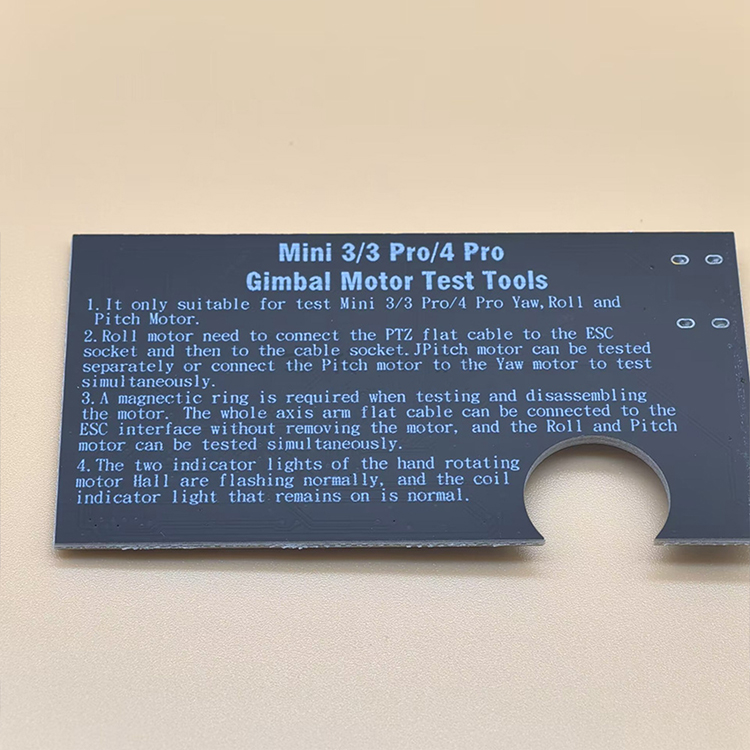 Mini 3/3 Pro/4 Pro
Gimbal Motor Test Tools
1.It only suitable for test Mini 3/3 Pro/4 Pro Yaw,Roll and
Pitch Motor.
2.Roll motor need to connect the PTZ flat cable to the ESC
socket and then to the cable socket.JPitch motor can be tested
separately or connect the Pitch motor to the Yaw motor to test
simultaneously.
3.A magnectic ring is required when testing and disassembling
the motor. The whole axis arm flat cable can be connected to the
ESC interface without removing the motor, and the Roll and Pitch
motor can be tested simultaneously.
4.The two indicator lights of the hand rotating
motor Hall are flashing normally, and the coil
indicator light that remains on is normal.